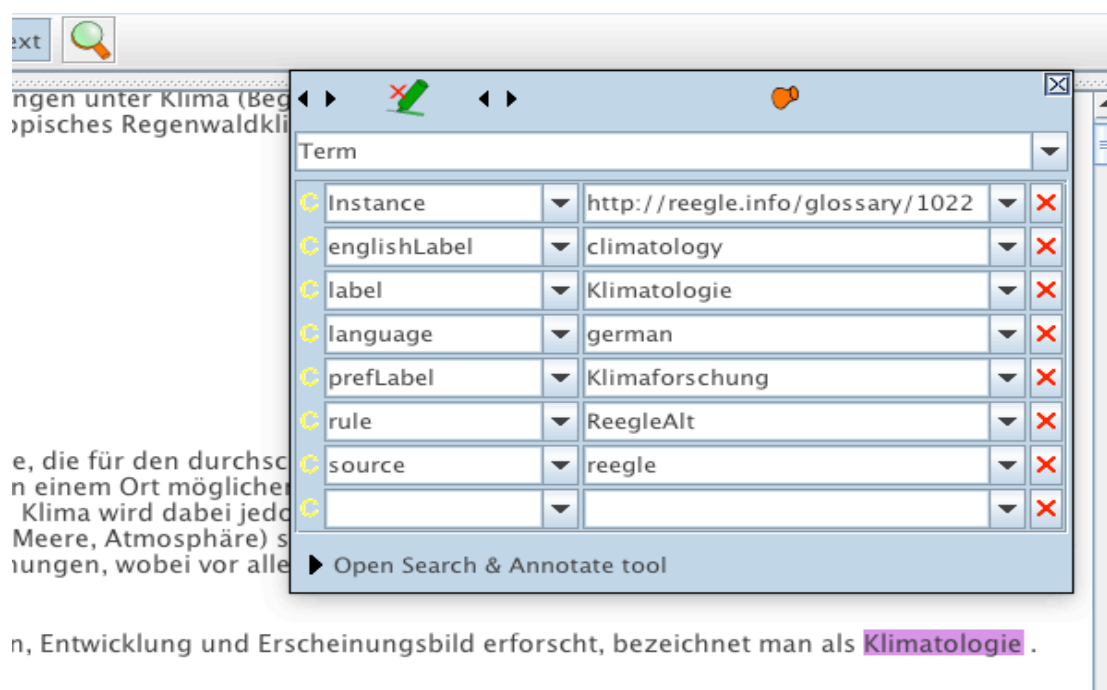 ext
ngen unter Klima (Beg
opisches Regenwaldkli
Term
C Instance http://reegle.info/glossary/1022
C englishLabel climatology
C label Klimatologie
C language german
C prefLabel Klimaforschung
C rule ReegleAlt
C source reegle
C
e, die für den durchsc
n einem Ort möglicher
Klima wird dabei jedo
Meere, Atmosphäre) s
nungen, wobei vor alle
Open Search & Annotate tool
n, Entwicklung und Erscheinungsbild erforscht, bezeichnet man als Klimatologie .